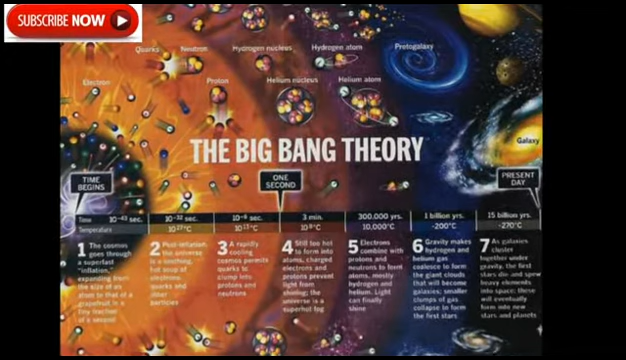 SUBSCRIBE NOW
Quarks
Neutron
Hydrogen nucleus
Hydrogen atom
Protogalaxy
Electron
Proton
Helium nucleus
Helium atom
Galaxy
THE BIG BANG THEORY
TIME
BEGINS
ONE
SECOND
PRESENT
DAY
Time 10-43 sec. 10-32 sec. 10-6 sec. 3 min. 300,000 yrs. 1 billion yrs. 15 billion yrs.
Temperature 1027°C 1013°C 108°C 10,000°C -200°C -270°C
1 The cosmos
goes through
a superfast
"inflation,"
expanding from
the size of an
atom to that of a
grapefruit in a
tiny fraction
of a second
2 Post-inflation,
the universe
is a seething,
hot soup of
electrons,
quarks and
other
particles
3 A rapidly
cooling
cosmos permits
quarks to
clump into
protons and
neutrons
4 Still too hot
to form into
atoms, charged
electrons and
protons prevent
light from
shining; the
universe is a
superhot fog
5 Electrons
combine with
protons and
neutrons to form
atoms, mostly
hydrogen and
helium. Light
can finally
shine
6 Gravity makes
hydrogen and
helium gas
coalesce to form
the giant clouds
that will become
galaxies; smaller
clumps of gas
collapse to form
the first stars
7 As galaxies
cluster
together under
gravity, the first
stars die and spew
heavy elements
into space; these
will eventually
form into new
stars and planets